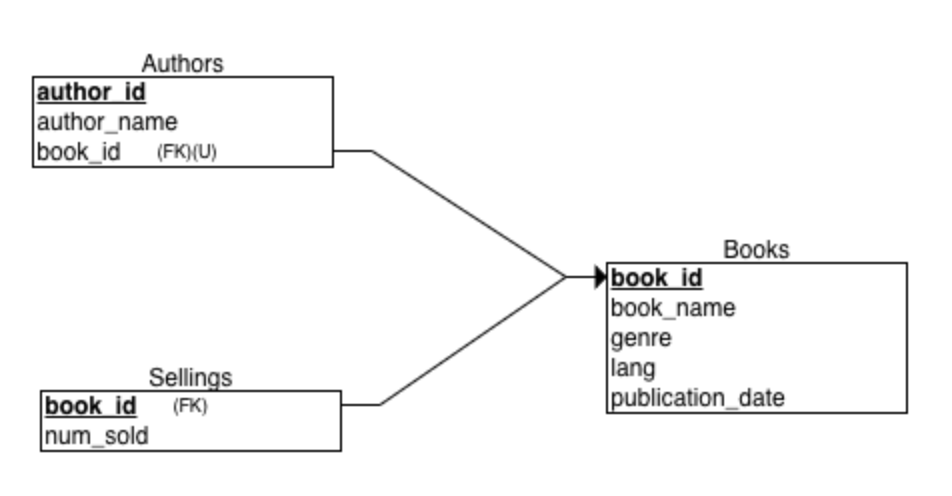 Authors
author_id
author_name
book_id (FK)(U)
Books
book_id
book_name
genre
lang
publication_date
Sellings
book_id (FK)
num_sold